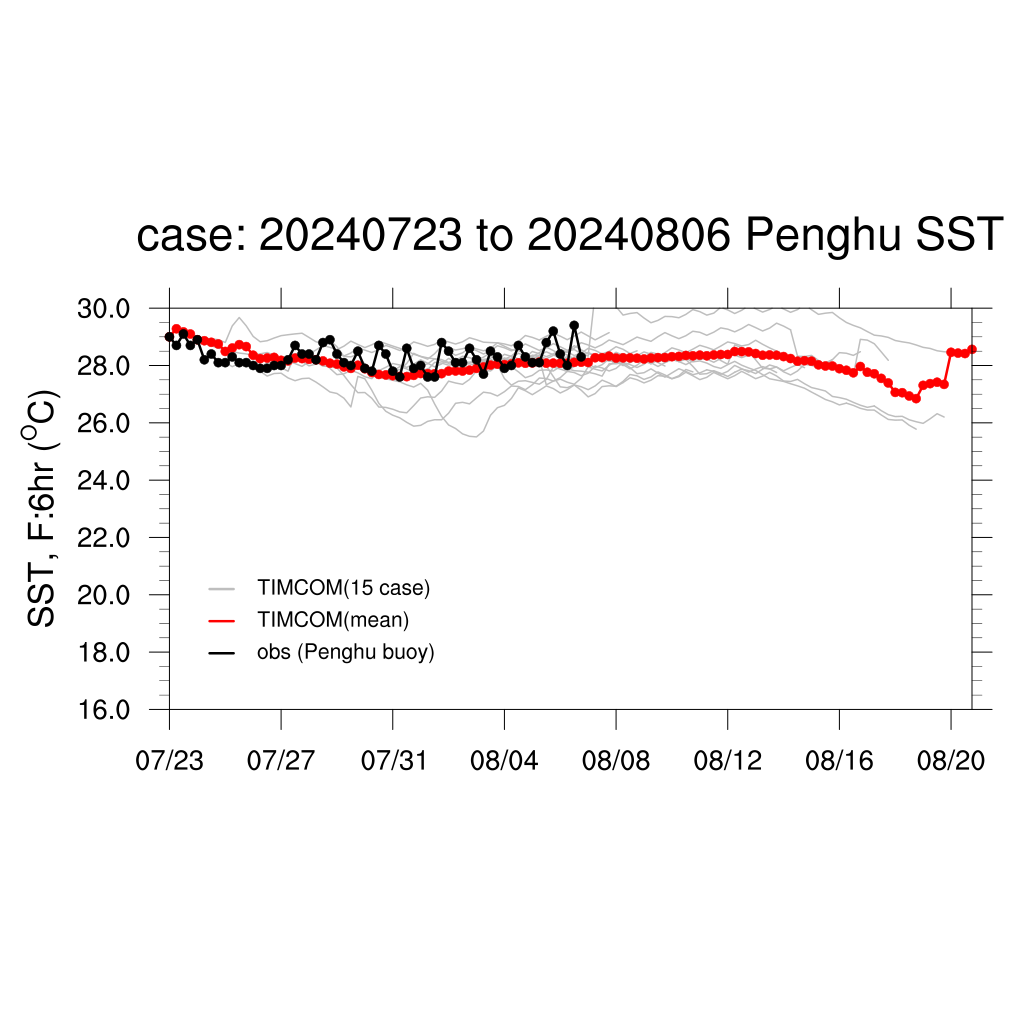 case: 20240723 to 20240806 Penghu SST
SST, F:6hr (°C)
30.0
28.0
26.0
24.0
22.0
20.0
18.0
16.0
TIMCOM(15 case)
TIMCOM(mean)
obs (Penghu buoy)
07/23 07/27 07/31 08/04 08/08 08/12 08/16 08/20